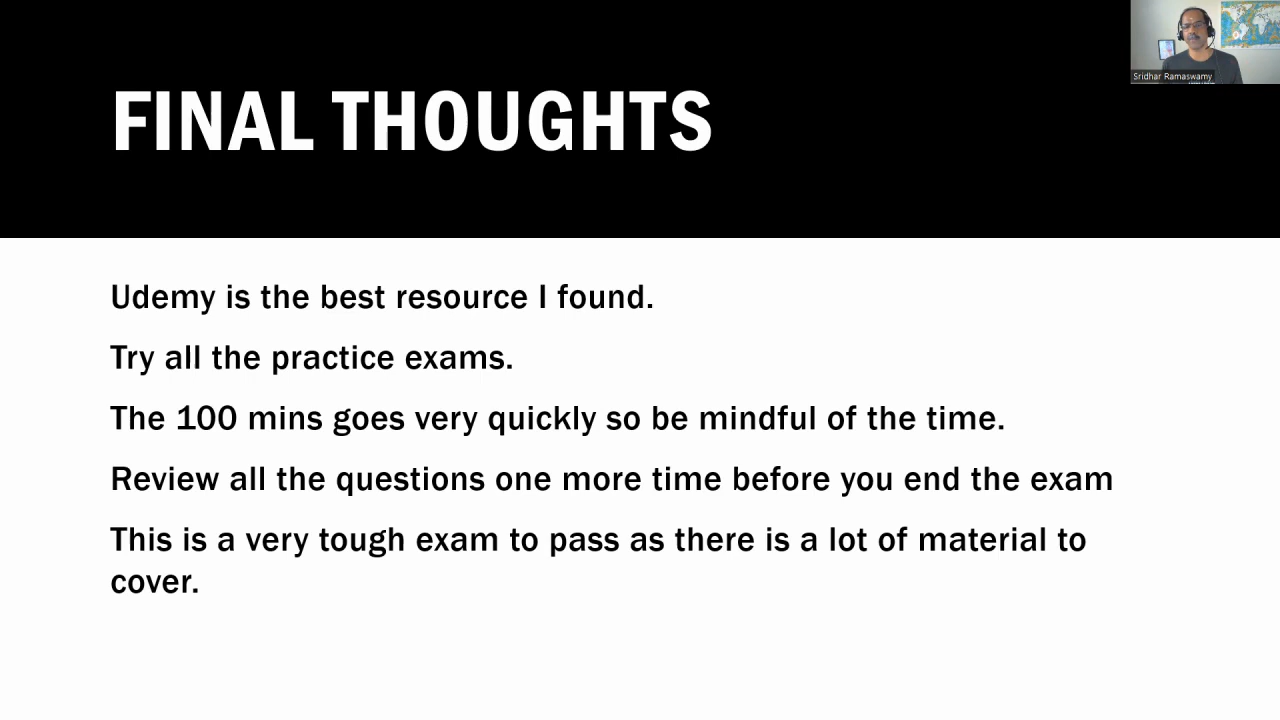 FINAL THOUGHTS
Sridhar Ramaswamy
Udemy is the best resource I found.
Try all the practice exams.
The 100 mins goes very quickly so be mindful of the time.
Review all the questions one more time before you end the exam
This is a very tough exam to pass as there is a lot of material to
cover.